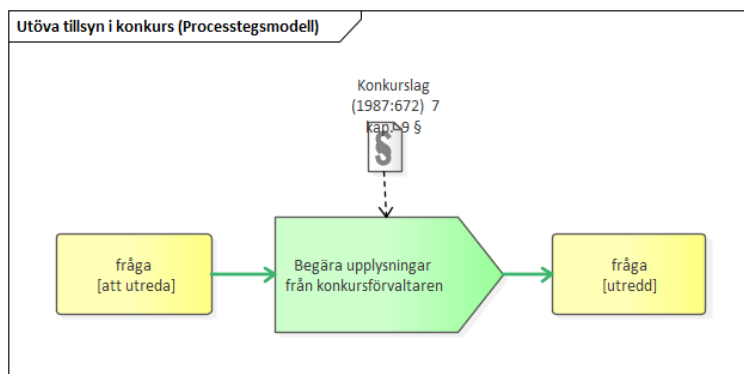 Utöva tillsyn i konkurs (Processtegsmodell)
Konkurslag
(1987:672) 7
kap. 9 §
fråga
[att utreda]
Begära upplysningar
från konkursförvaltaren
fråga
[utredd]